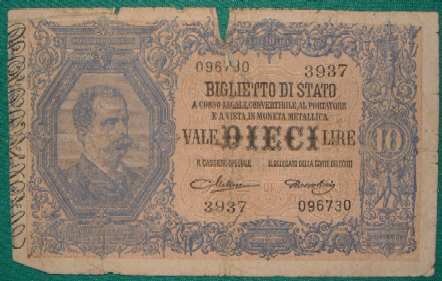 096730 3937
BIGLIETTO DI STATO
A CORSO LEGALE, CONVERTIBILE, AL PORTATORE
E A VISTA, IN MONETA METALLICA
VALE DIECI LIRE 10
IL CASSIERE SPECIALE IL DELEGATO DELLA CORTE DEI CONTI
3937 096730